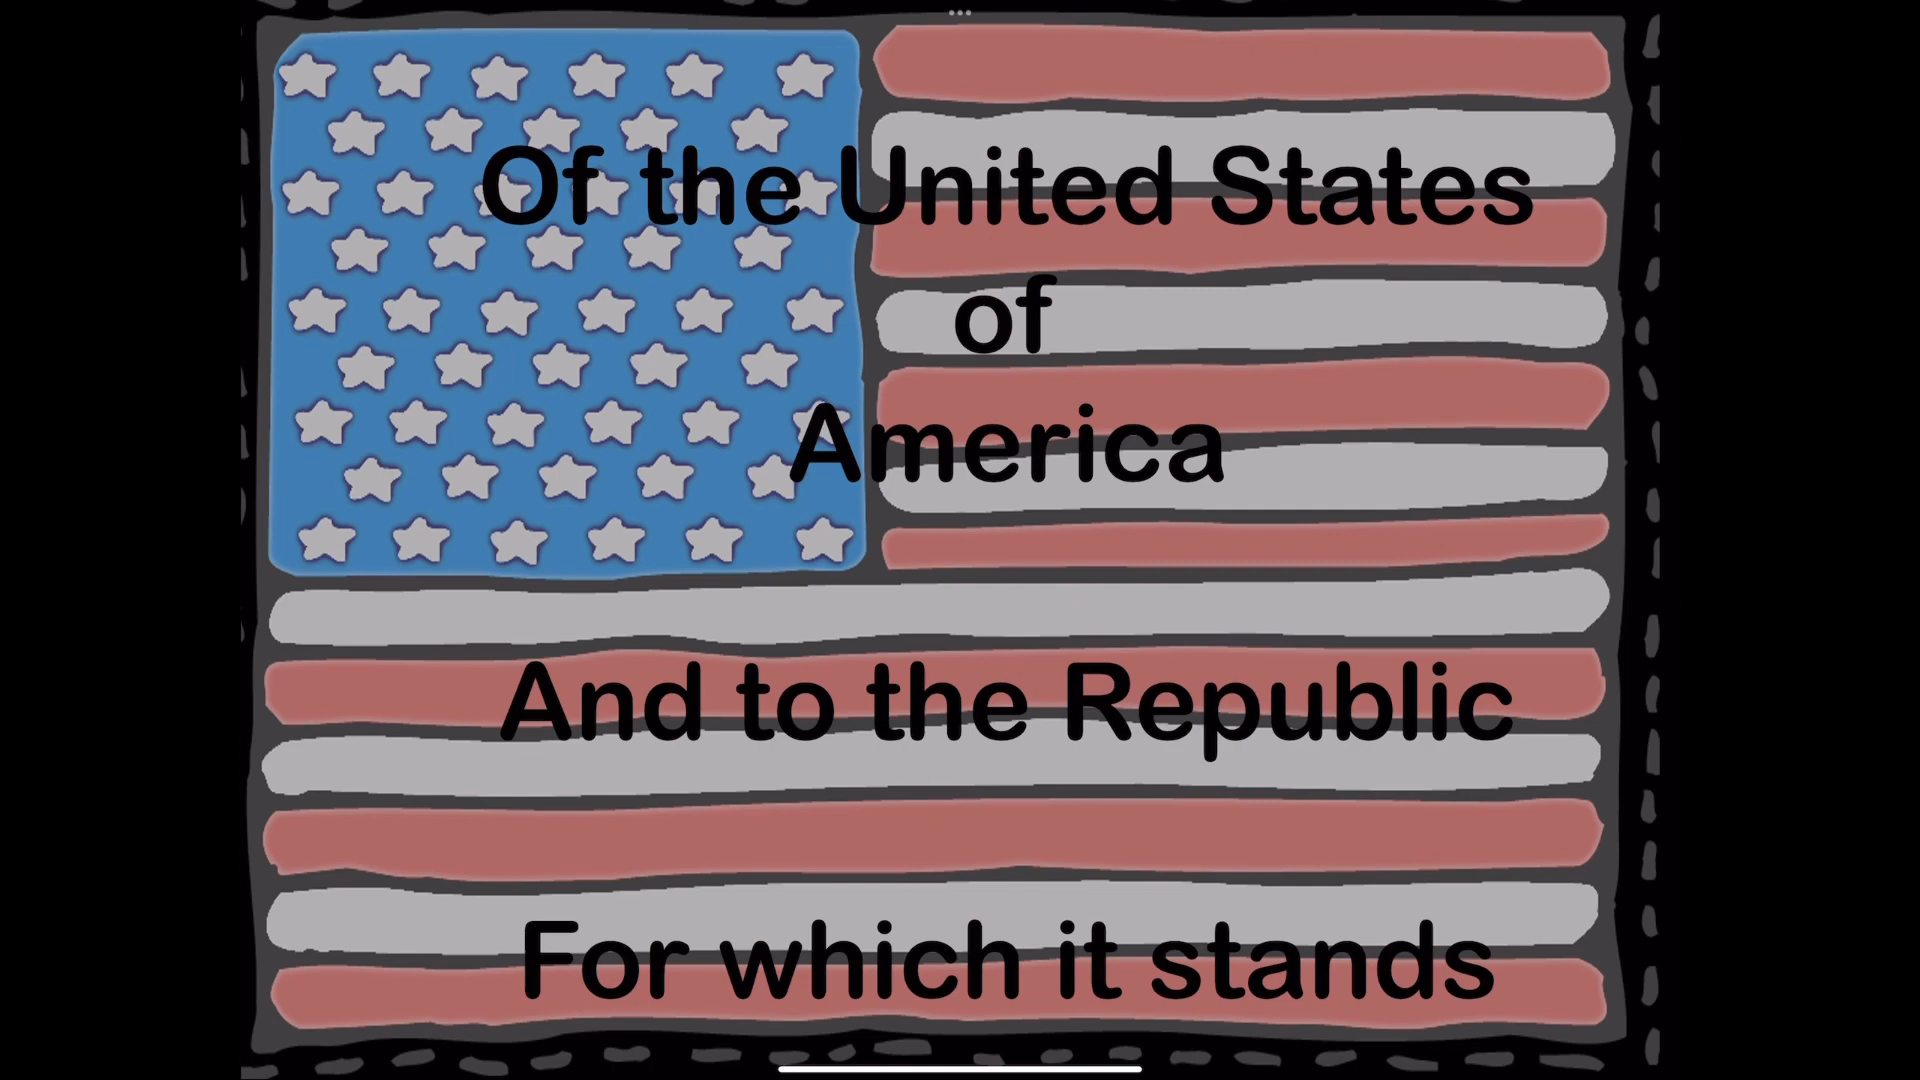 Of the United States
of
America
And to the Republic
For which it stands